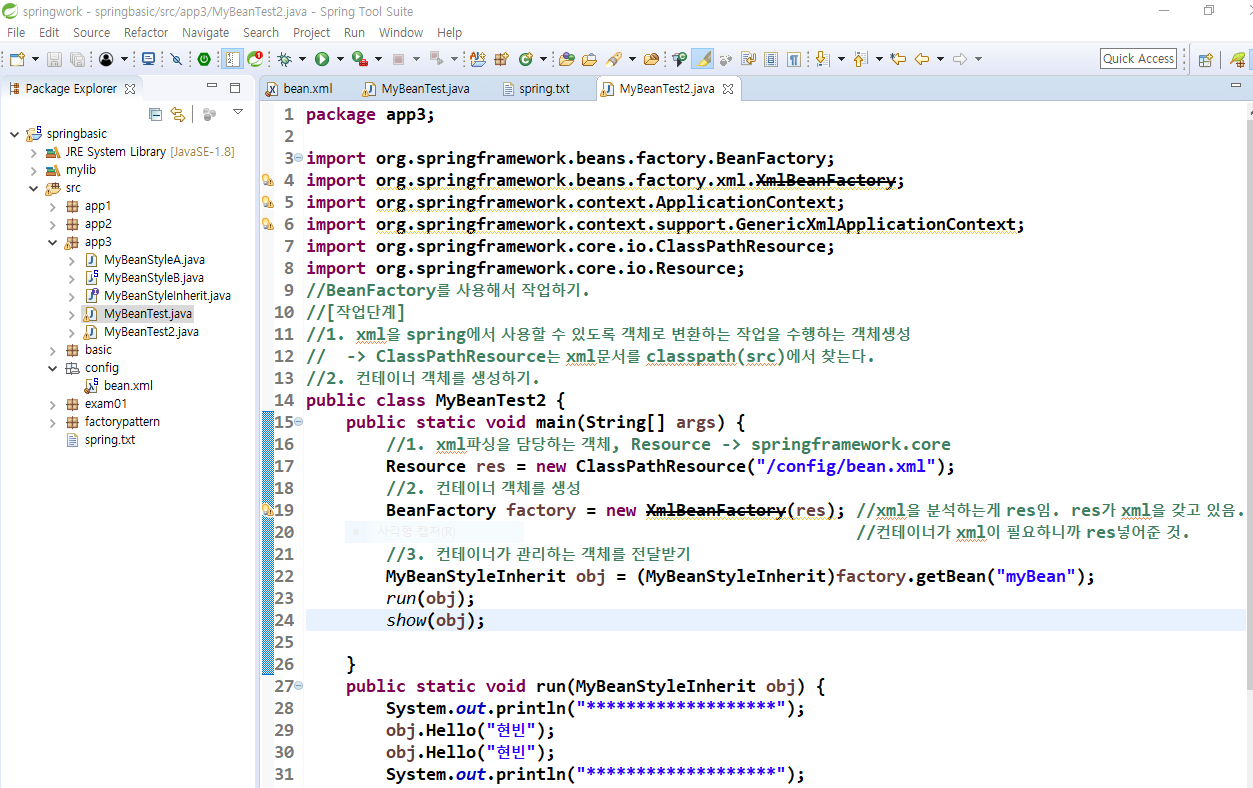 springwork - springbasic/src/app3/MyBeanTest2.java - Spring Tool Suite
File Edit Source Refactor Navigate Search Project Run Window Help
Quick Access
Package Explorer
bean.xml MyBeanTest.java spring.txt MyBeanTest2.java
springbasic
JRE System Library [JavaSE-1.8]
mylib
src
app1
app2
app3
MyBeanStyleA.java
MyBeanStyleB.java
MyBeanStyleInherit.java
MyBeanTest.java
MyBeanTest2.java
basic
config
bean.xml
exam01
factorypattern
spring.txt
1 package app3;
2
3 import org.springframework.beans.factory.BeanFactory;
4 import org.springframework.beans.factory.xml.XmlBeanFactory;
5 import org.springframework.context.ApplicationContext;
6 import org.springframework.context.support.GenericXmlApplicationContext;
7 import org.springframework.core.io.ClassPathResource;
8 import org.springframework.core.io.Resource;
9 //BeanFactory를 사용해서 작업하기.
10 //[작업단계]
11 //1. xml을 spring에서 사용할 수 있도록 객체로 변환하는 작업을 수행하는 객체생성
12 //  -> ClassPathResource는 xml문서를 classpath(src)에서 찾는다.
13 //2. 컨테이너 객체를 생성하기.
14 public class MyBeanTest2 {
15     public static void main(String[] args) {
16         //1. xml파싱을 담당하는 객체, Resource -> springframework.core
17         Resource res = new ClassPathResource("/config/bean.xml");
18         //2. 컨테이너 객체를 생성
19         BeanFactory factory = new XmlBeanFactory(res); //xml을 분석하는게 res임. res가 xml을 갖고 있음.
20 사각형 캡처(R) //컨테이너가 xml이 필요하니까 res넣어준 것.
21         //3. 컨테이너가 관리하는 객체를 전달받기
22         MyBeanStyleInherit obj = (MyBeanStyleInherit)factory.getBean("myBean");
23         run(obj);
24         show(obj);
25
26     }
27     public static void run(MyBeanStyleInherit obj) {
28         System.out.println("*******************");
29         obj.Hello("현빈");
30         obj.Hello("현빈");
31         System.out.println("*******************");